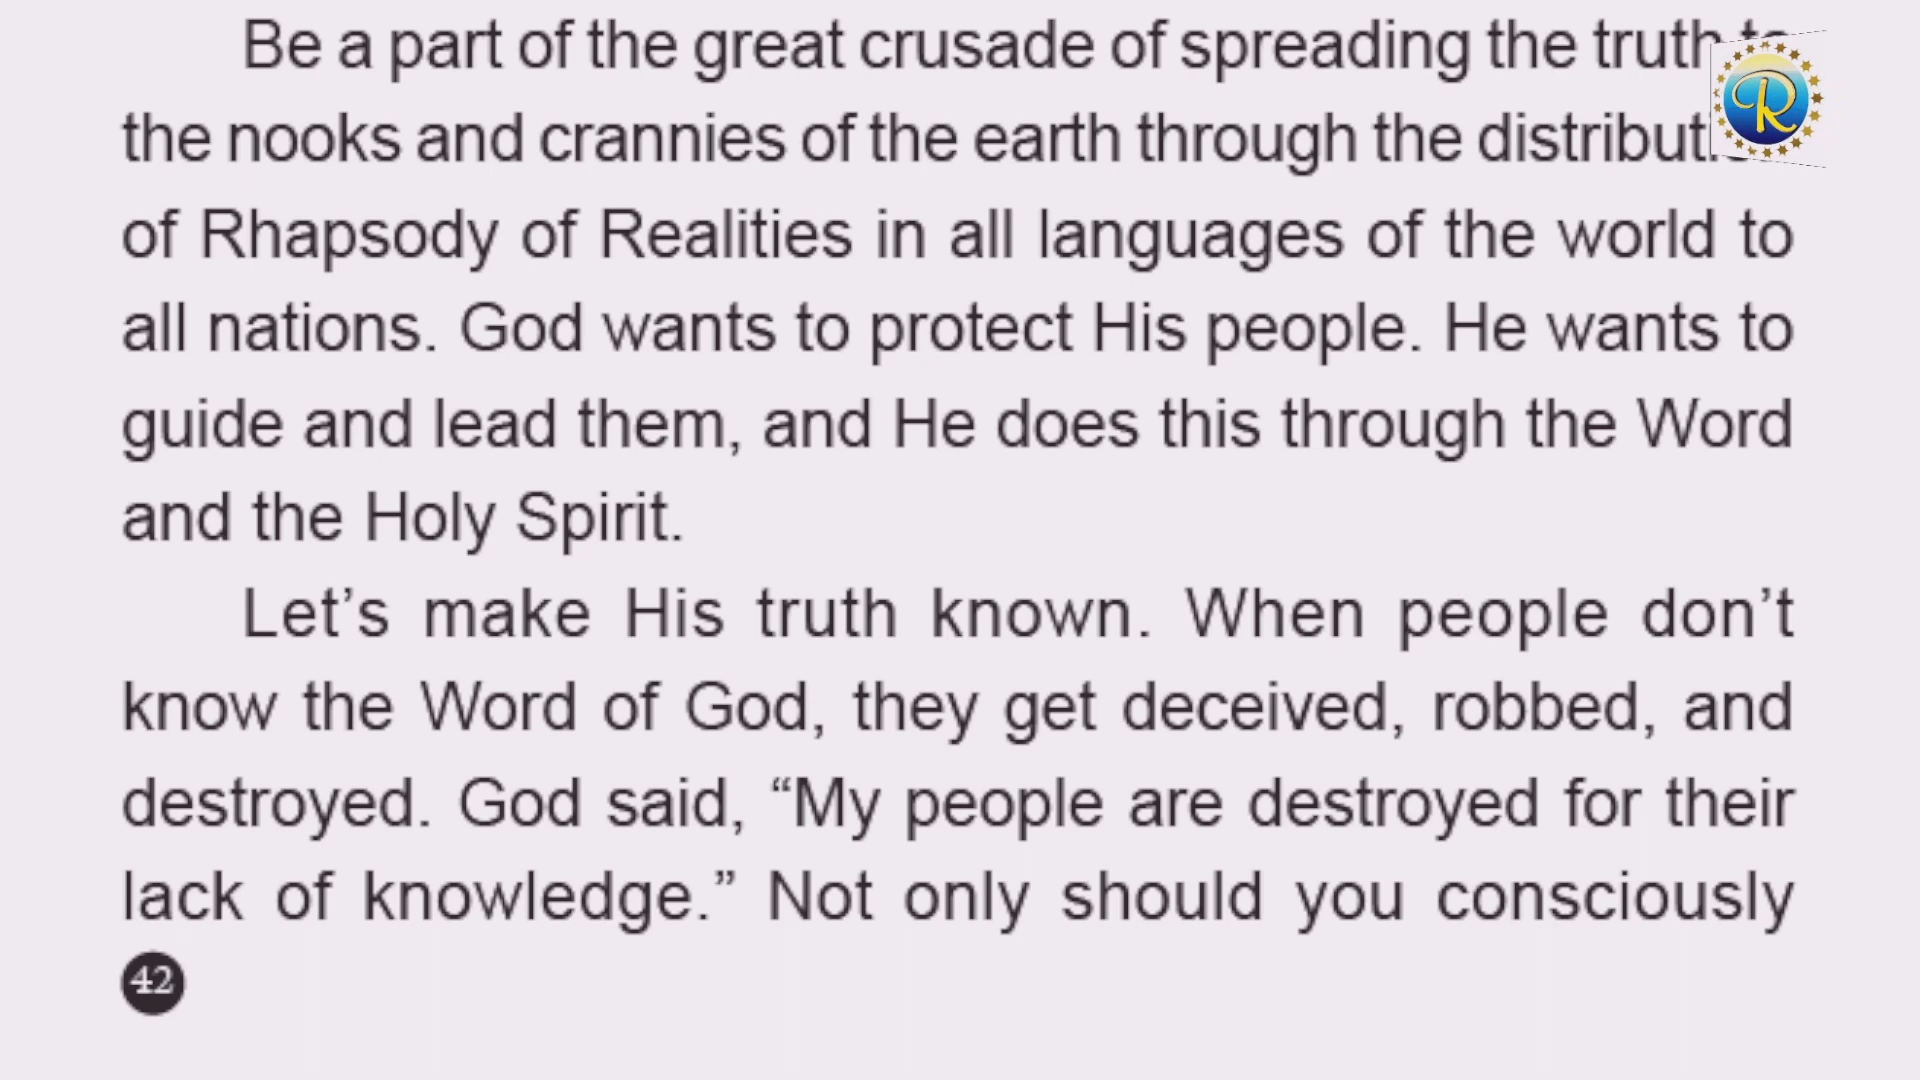 Be a part of the great crusade of spreading the truth to
the nooks and crannies of the earth through the
of Rhapsody of Realities in all languages of the world to
all nations. God wants to protect His people. He wants to
guide and lead them, and He does this through the Word
and the Holy Spirit.
Let’s make His truth known. When people don’t
know the Word of God, they get deceived, robbed, and
destroyed. God said, “My people are destroyed for their
lack of knowledge.” Not only should you consciously
42
R